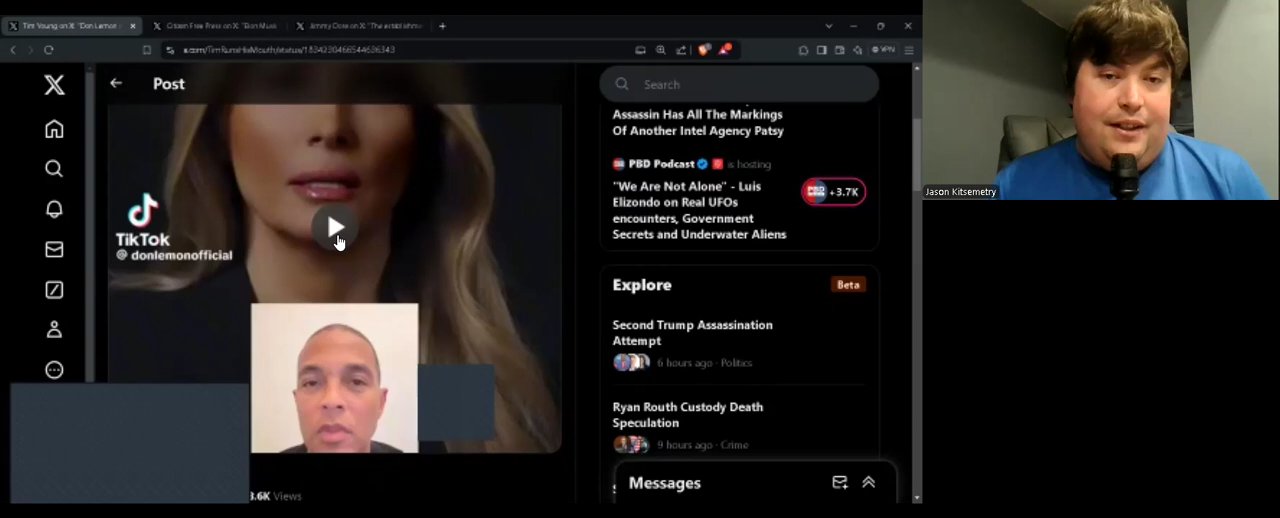 Tim Young on X: "Don Lemon
Citizen Free Press on X: "Elon Musk
Jimmy Dore on X: "The establishme
x.com/TimRunsHisMouth/status/
VPN
Post
Search
Assassin Has All The Markings
Of Another Intel Agency Patsy
PBD Podcast is hosting
"We Are Not Alone" - Luis
Elizondo on Real UFOs
encounters, Government
Secrets and Underwater Aliens
PBD +3.7K
TikTok
@donlemonofficial
Explore
Beta
Second Trump Assassination
Attempt
6 hours ago · Politics
Ryan Routh Custody Death
Speculation
9 hours ago · Crime
Messages
3.6K Views
Jason Kitsemetry